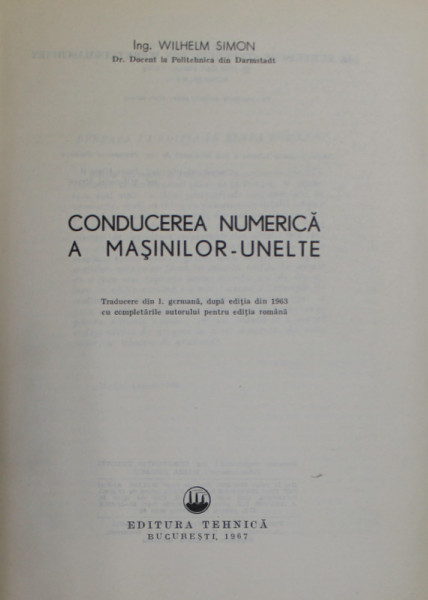 Ing. WILHELM SIMON
Dr. Docent la Politehnica din Darmstadt
CONDUCEREA NUMERICĂ
A MAŞINILOR-UNELTE
Traducere din l. germană, după ediţia din 1963
cu completările autorului pentru ediţia română
EDITURA TEHNICĂ
BUCUREŞTI, 1967